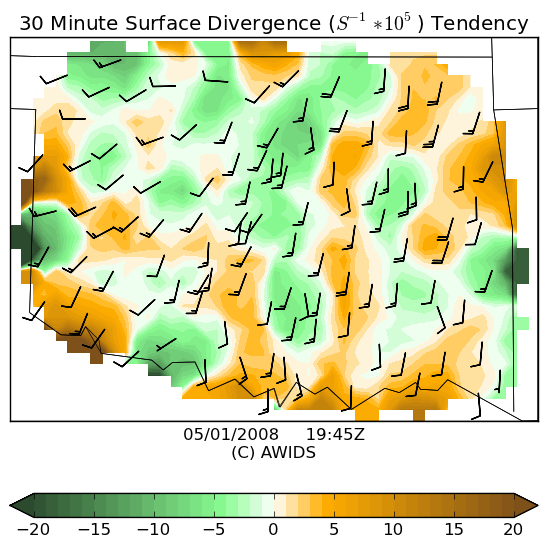 30 Minute Surface Divergence (S⁻¹ *10⁵ ) Tendency
05/01/2008 19:45Z
(C) AWIDS
−20 −15 −10 −5 0 5 10 15 20